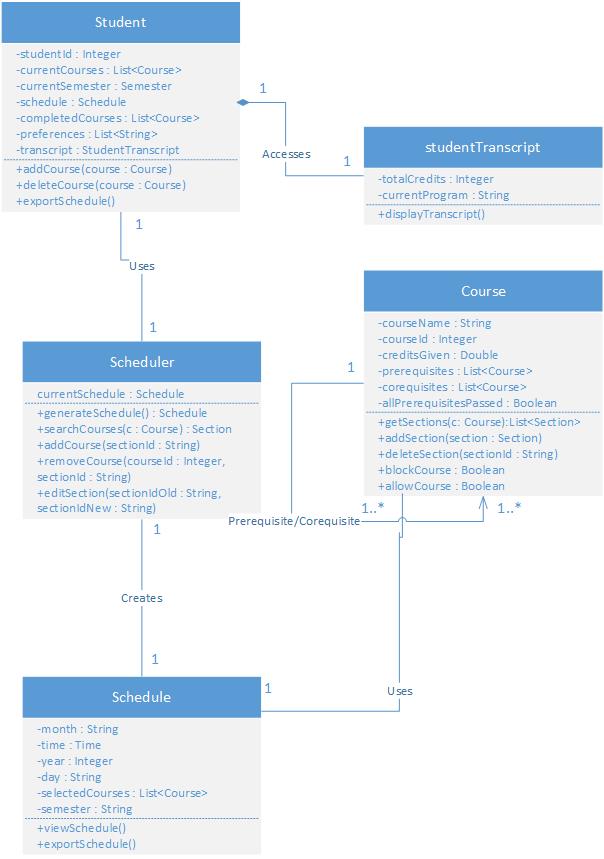 Student
-studentId : Integer
-currentCourses : List<Course>
-currentSemester : Semester
-schedule : Schedule
-completedCourses : List<Course>
-preferences : List<String>
-transcript : StudentTranscript
+addCourse(course : Course)
+deleteCourse(course : Course)
+exportSchedule()
1
Accesses
1
studentTranscript
-totalCredits : Integer
-currentProgram : String
+displayTranscript()
1
Uses
1
Scheduler
currentSchedule : Schedule
+generateSchedule() : Schedule
+searchCourses(c : Course) : Section
+addCourse(sectionId : String)
+removeCourse(courseId : Integer,
sectionId : String)
+editSection(sectionIdOld : String,
sectionIdNew : String)
Course
-courseName : String
-courseId : Integer
-creditsGiven : Double
-prerequisites : List<Course>
-corequisites : List<Course>
-allPrerequisitesPassed : Boolean
+getSections(c: Course):List<Section>
+addSection(section : Section)
+deleteSection(sectionId : String)
+blockCourse : Boolean
+allowCourse : Boolean
1
Prerequisite/Corequisite
1..*
1..*
1
Creates
1
Uses
1
Schedule
-month : String
-time : Time
-year : Integer
-day : String
-selectedCourses : List<Course>
-semester : String
+viewSchedule()
+exportSchedule()